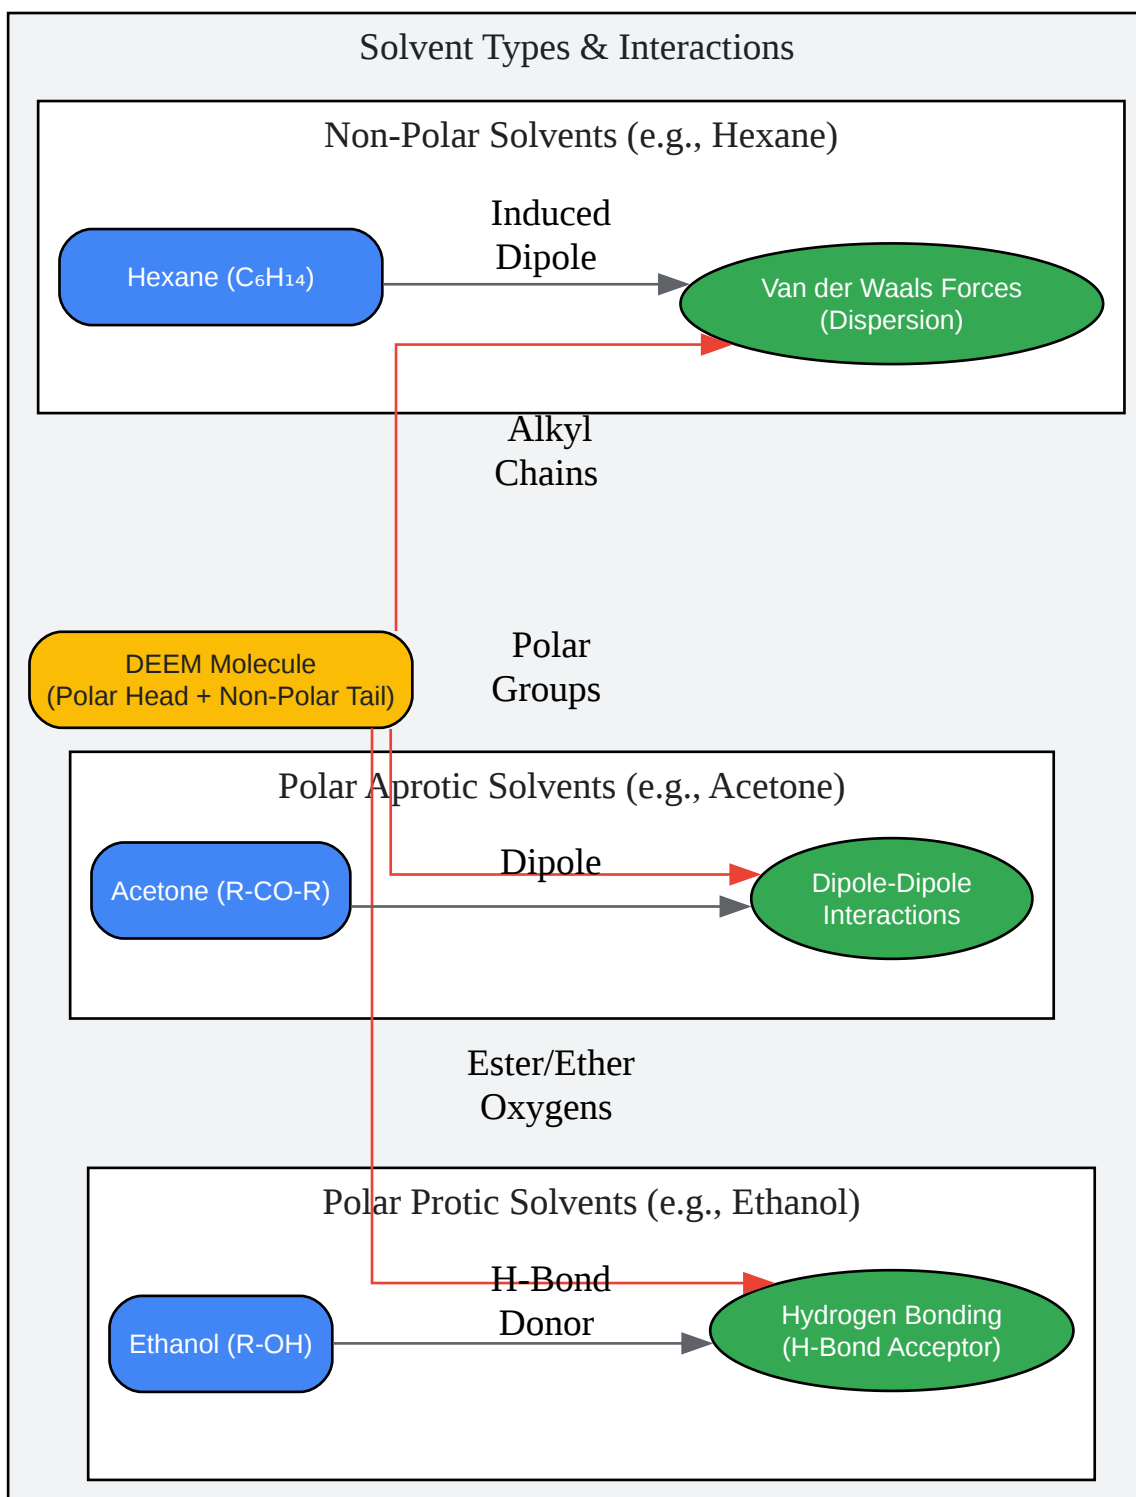 Solvent Types & Interactions
Non-Polar Solvents (e.g., Hexane)
Induced
Dipole
Hexane (C₆H₁₄)
Van der Waals Forces
(Dispersion)
Alkyl
Chains
Polar
Groups
DEEM Molecule
(Polar Head + Non-Polar Tail)
Polar Aprotic Solvents (e.g., Acetone)
Dipole
Acetone (R-CO-R)
Dipole-Dipole
Interactions
Ester/Ether
Oxygens
Polar Protic Solvents (e.g., Ethanol)
H-Bond
Donor
Ethanol (R-OH)
Hydrogen Bonding
(H-Bond Acceptor)